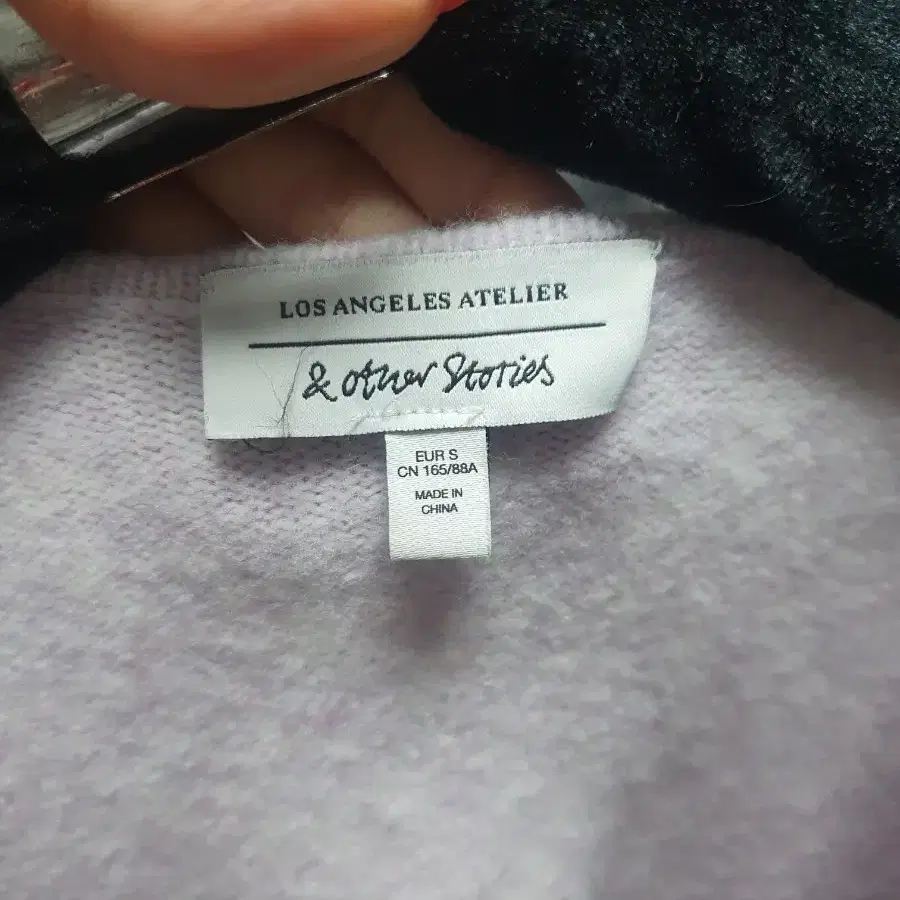 LOS ANGELES ATELIER
& other Stories
EUR S
CN 165/88A
MADE IN
CHINA